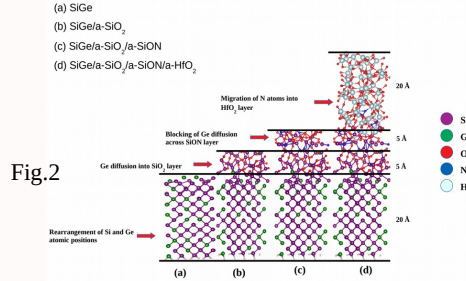 (a) SiGe
(b) SiGe/a-SiO₂
(c) SiGe/a-SiO₂/a-SiON
(d) SiGe/a-SiO₂/a-SiON/a-HfO₂
Migration of N atoms into
HfO₂ layer
20 Å
Blocking of Ge diffusion
across SiON layer
5 Å
Ge diffusion into SiO₂ layer
5 Å
Fig.2
20 Å
Rearrangement of Si and Ge
atomic positions
(a) (b) (c) (d)
S
G
O
N
H